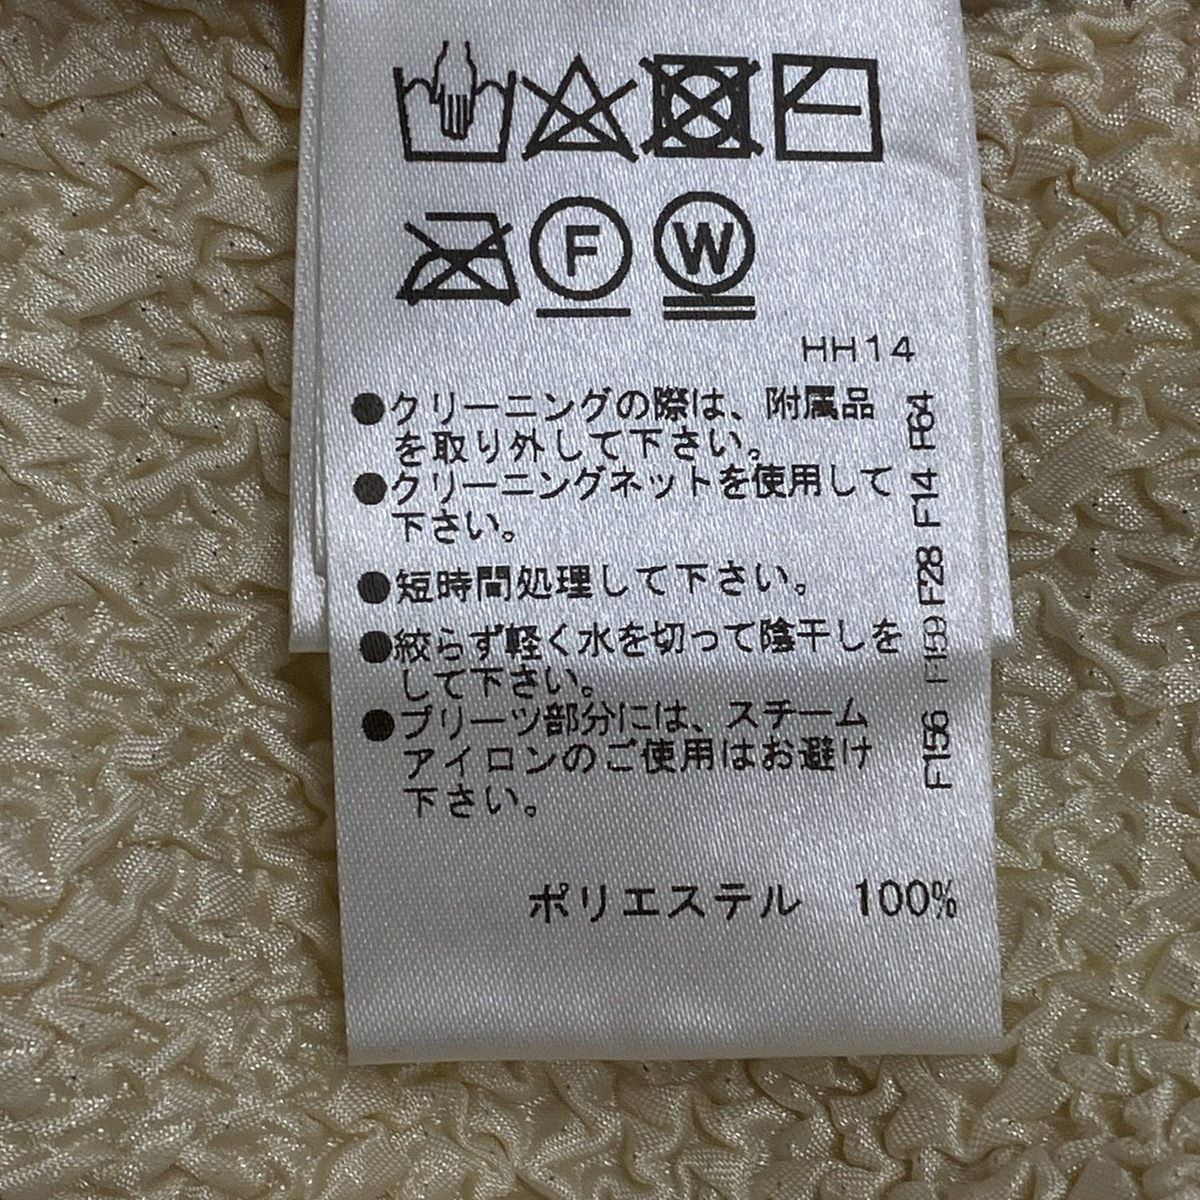 F
W
HH14
●クリーニングの際は、附属品
を取り外して下さい。
●クリーニングネットを使用して
下さい。
●短時間処理して下さい。
●絞らず軽く水を切って陰干しを
して下さい。
●プリーツ部分には、スチーム
アイロンのご使用はお避け
下さい。
F156 F159 F28 F14 F64
ポリエステル 100%